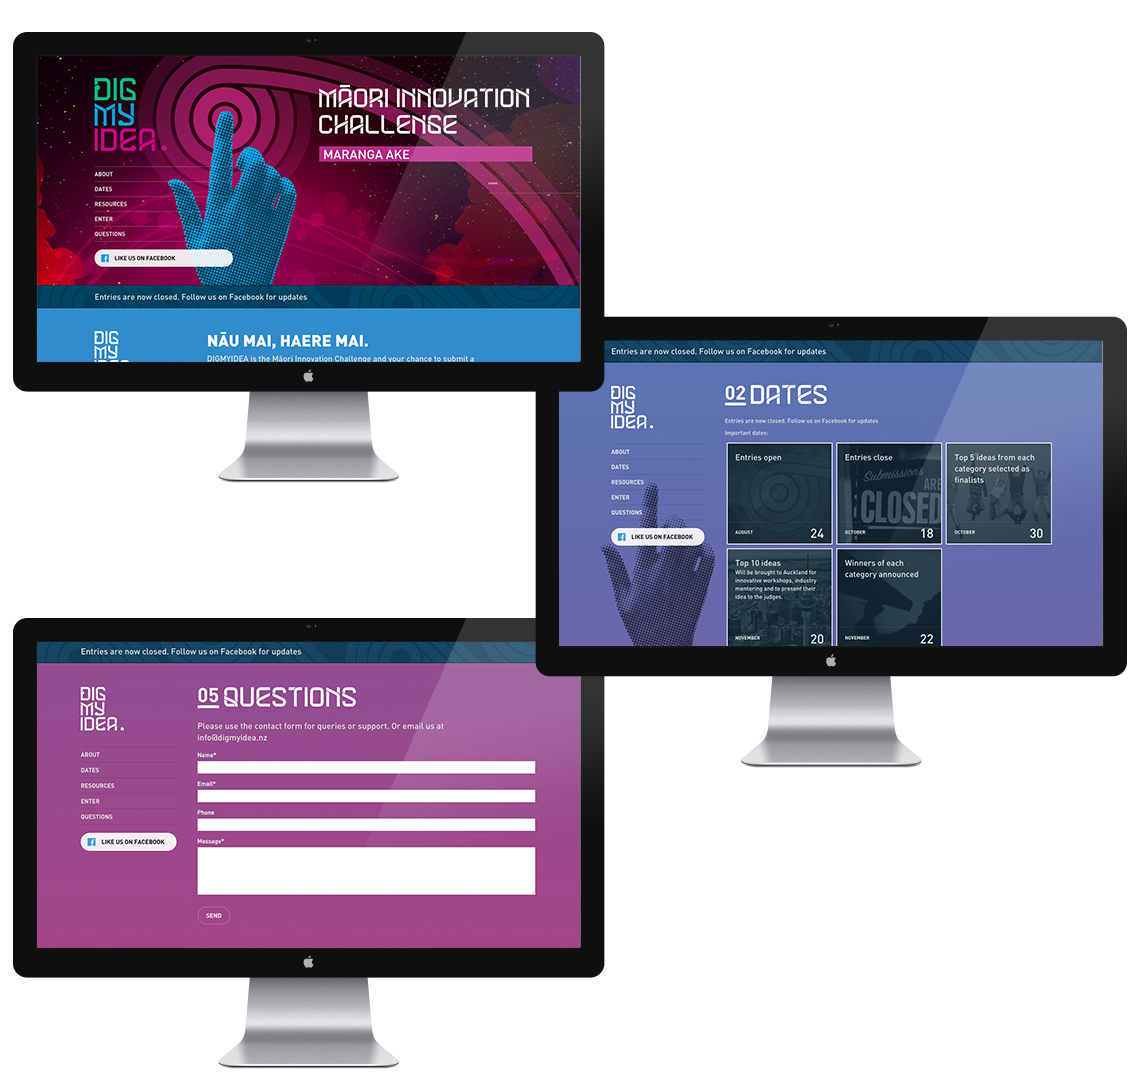 DIG
MY
IDEA.
MĀORI INNOVATION
CHALLENGE
MARANGA AKE
ABOUT
DATES
RESOURCES
ENTER
QUESTIONS
LIKE US ON FACEBOOK
Entries are now closed. Follow us on Facebook for updates
DIG
MY
IDEA
NĀU MAI, HAERE MAI.
DIGMYIDEA is the Māori Innovation Challenge and your chance to submit a
Entries are now closed. Follow us on Facebook for updates
DIG
MY
IDEA.
ABOUT
DATES
RESOURCES
ENTER
QUESTIONS
LIKE US ON FACEBOOK
02 DATES
Entries are now closed. Follow us on Facebook for updates
Important dates:
Entries open
AUGUST 24
Entries close
Submissions
ARE
CLOSED
OCTOBER 18
Top 5 ideas from each
category selected as
finalists
OCTOBER 30
Top 10 ideas
Will be brought to Auckland for
innovative workshops, industry
mentoring and to present their
idea to the judges.
NOVEMBER 20
Winners of each
category announced
NOVEMBER 22
Entries are now closed. Follow us on Facebook for updates
DIG
MY
IDEA.
ABOUT
DATES
RESOURCES
ENTER
QUESTIONS
LIKE US ON FACEBOOK
05 QUESTIONS
Please use the contact form for queries or support. Or email us at
info@digmyidea.nz
Name*
Email*
Phone
Message*
SEND